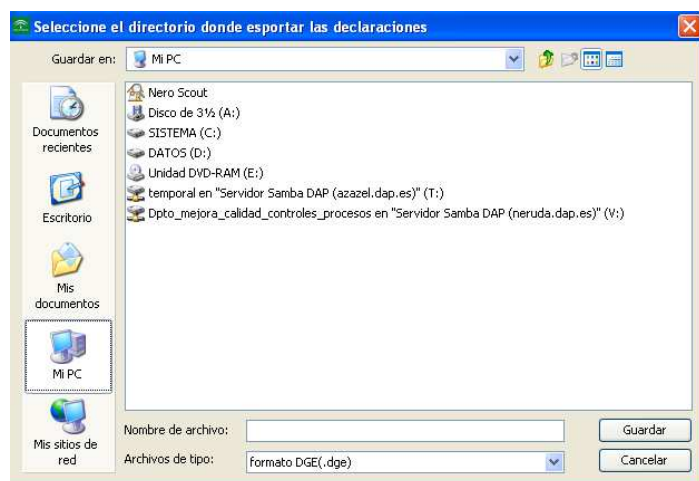 Seleccione el directorio donde esportar las declaraciones
Guardar en:
Mi PC
Nero Scout
Disco de 3½ (A:)
SISTEMA (C:)
DATOS (D:)
Unidad DVD-RAM (E:)
temporal en "Servidor Samba DAP (azazel.dap.es)" (T:)
Dpto_mejora_calidad_controles_procesos en "Servidor Samba DAP (neruda.dap.es)" (V:)
Documentos
recientes
Escritorio
Mis
documentos
Mi PC
Mis sitios de
red
Nombre de archivo:
Guardar
Archivos de tipo:
formato DGE(.dge)
Cancelar